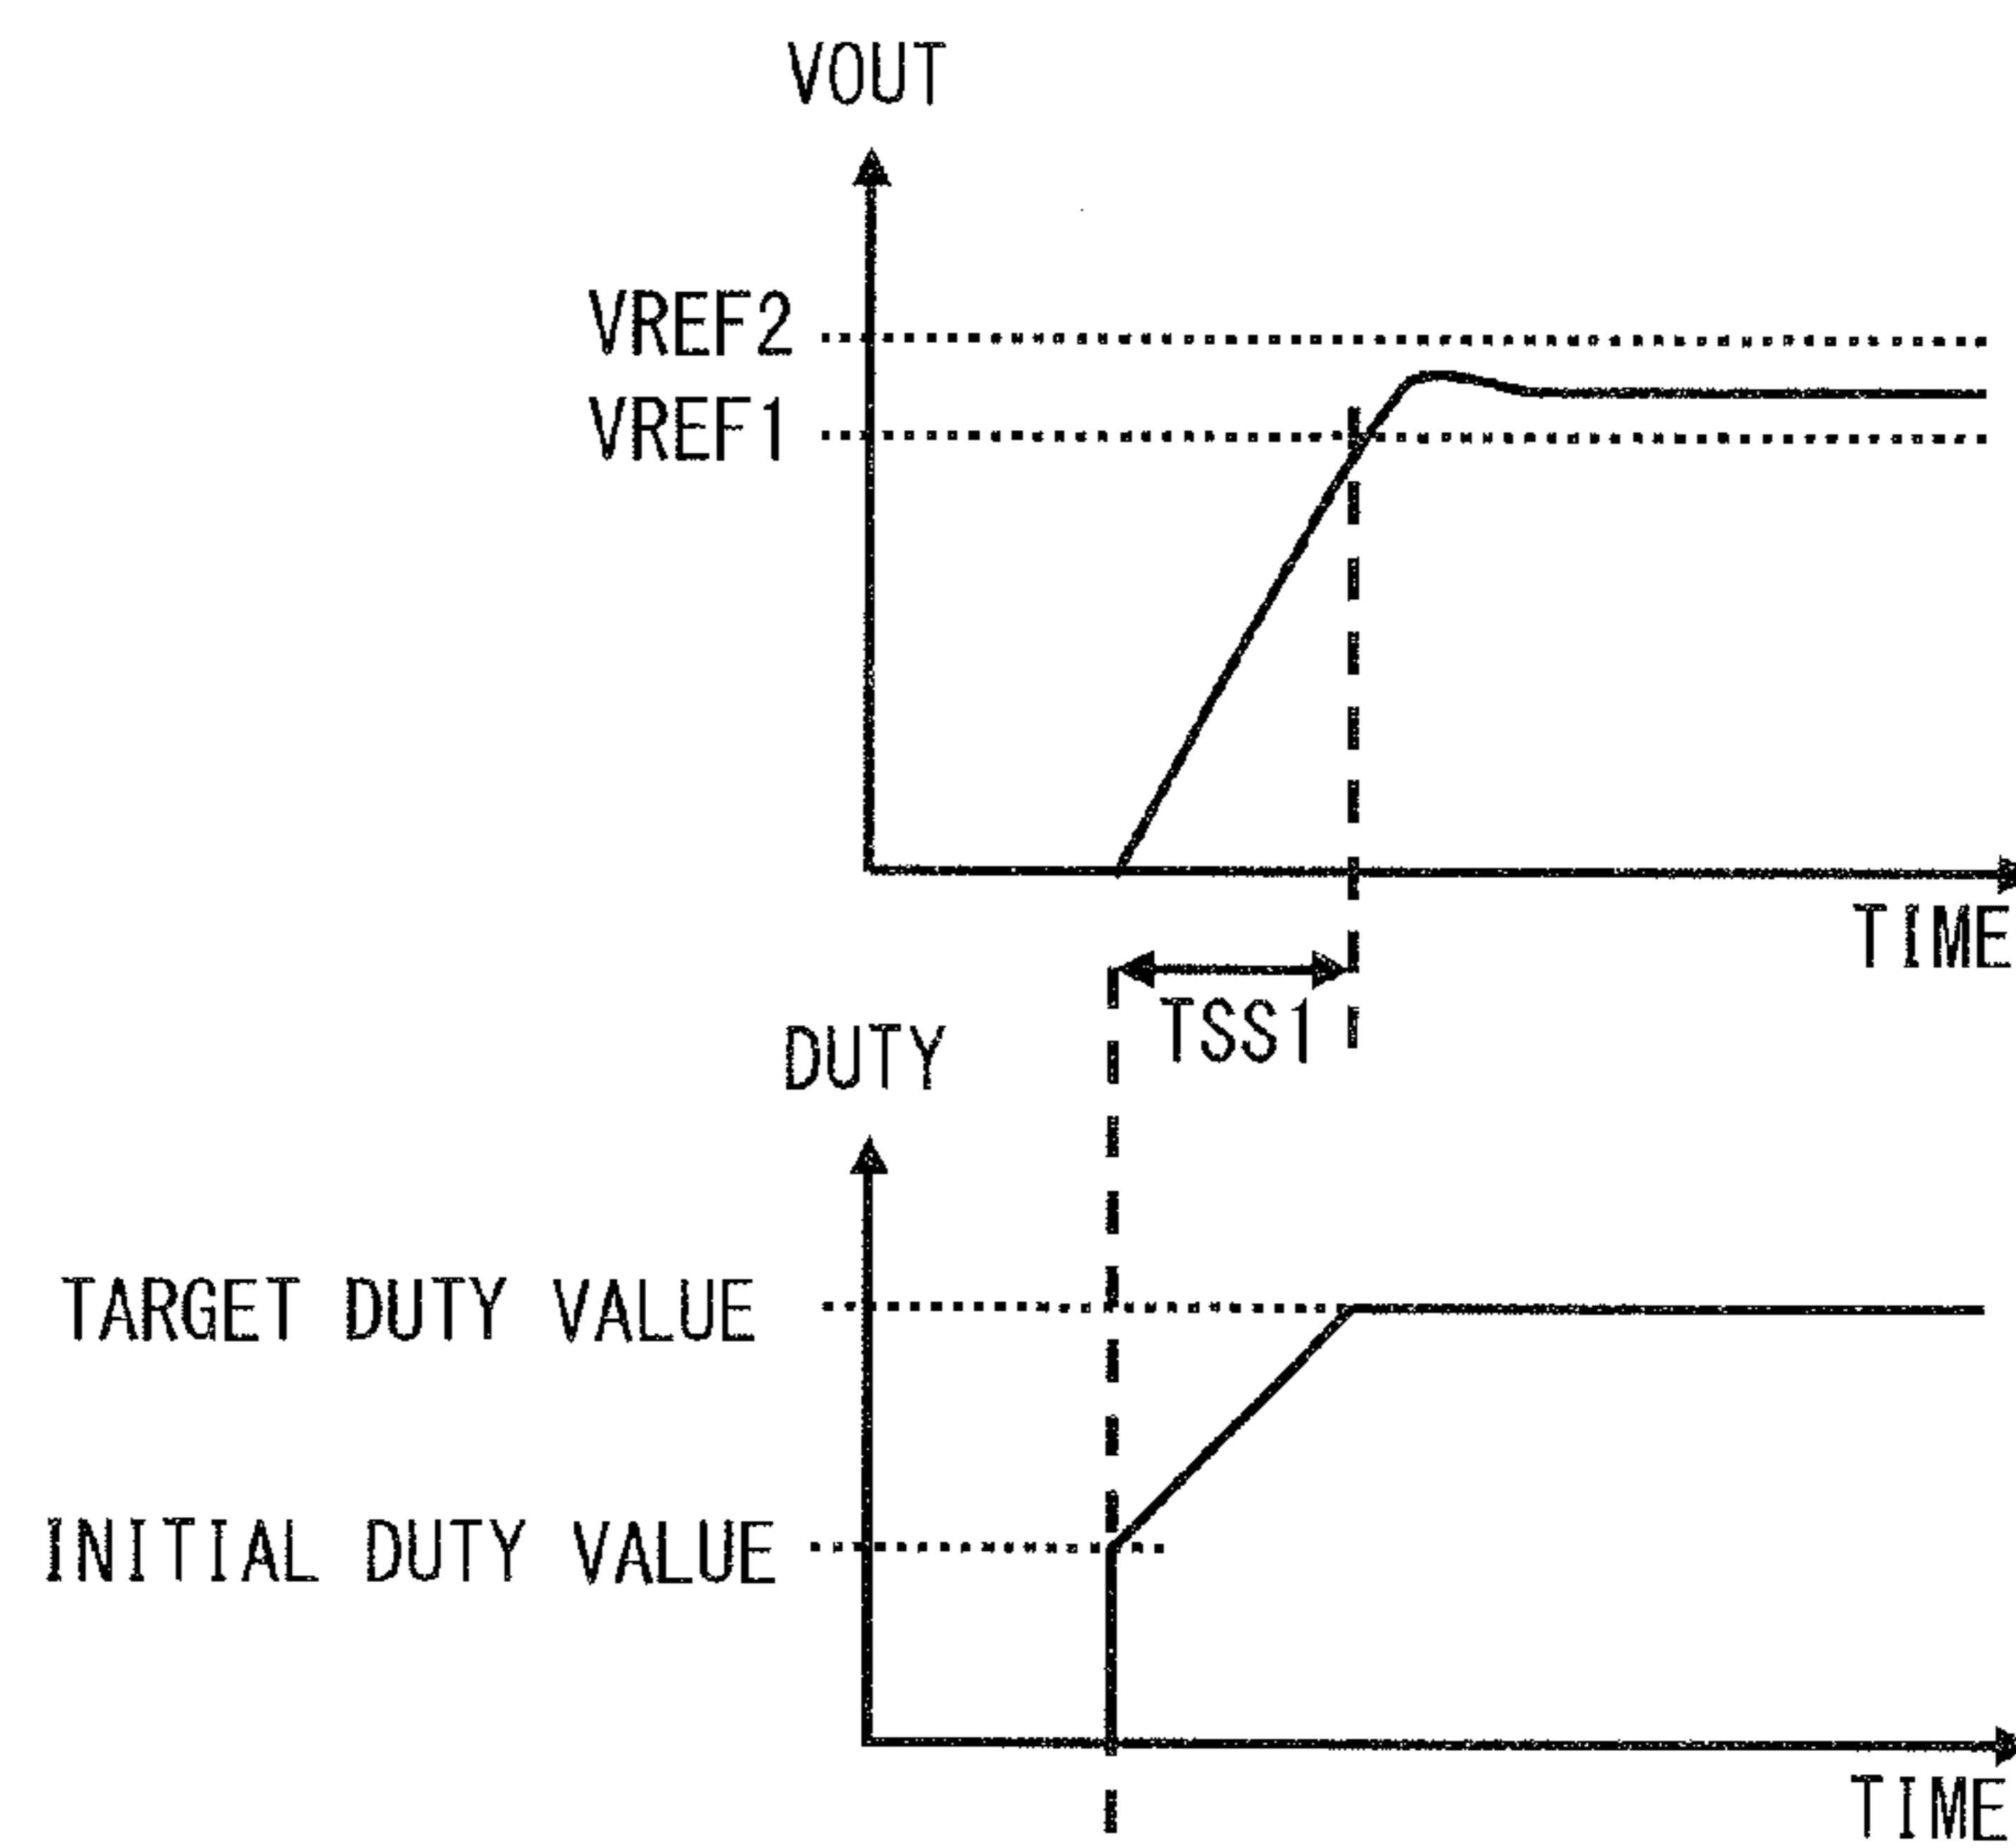 VOUT
VREF2
VREF1
TIME
TSS1
DUTY
TARGET DUTY VALUE
INITIAL DUTY VALUE
TIME